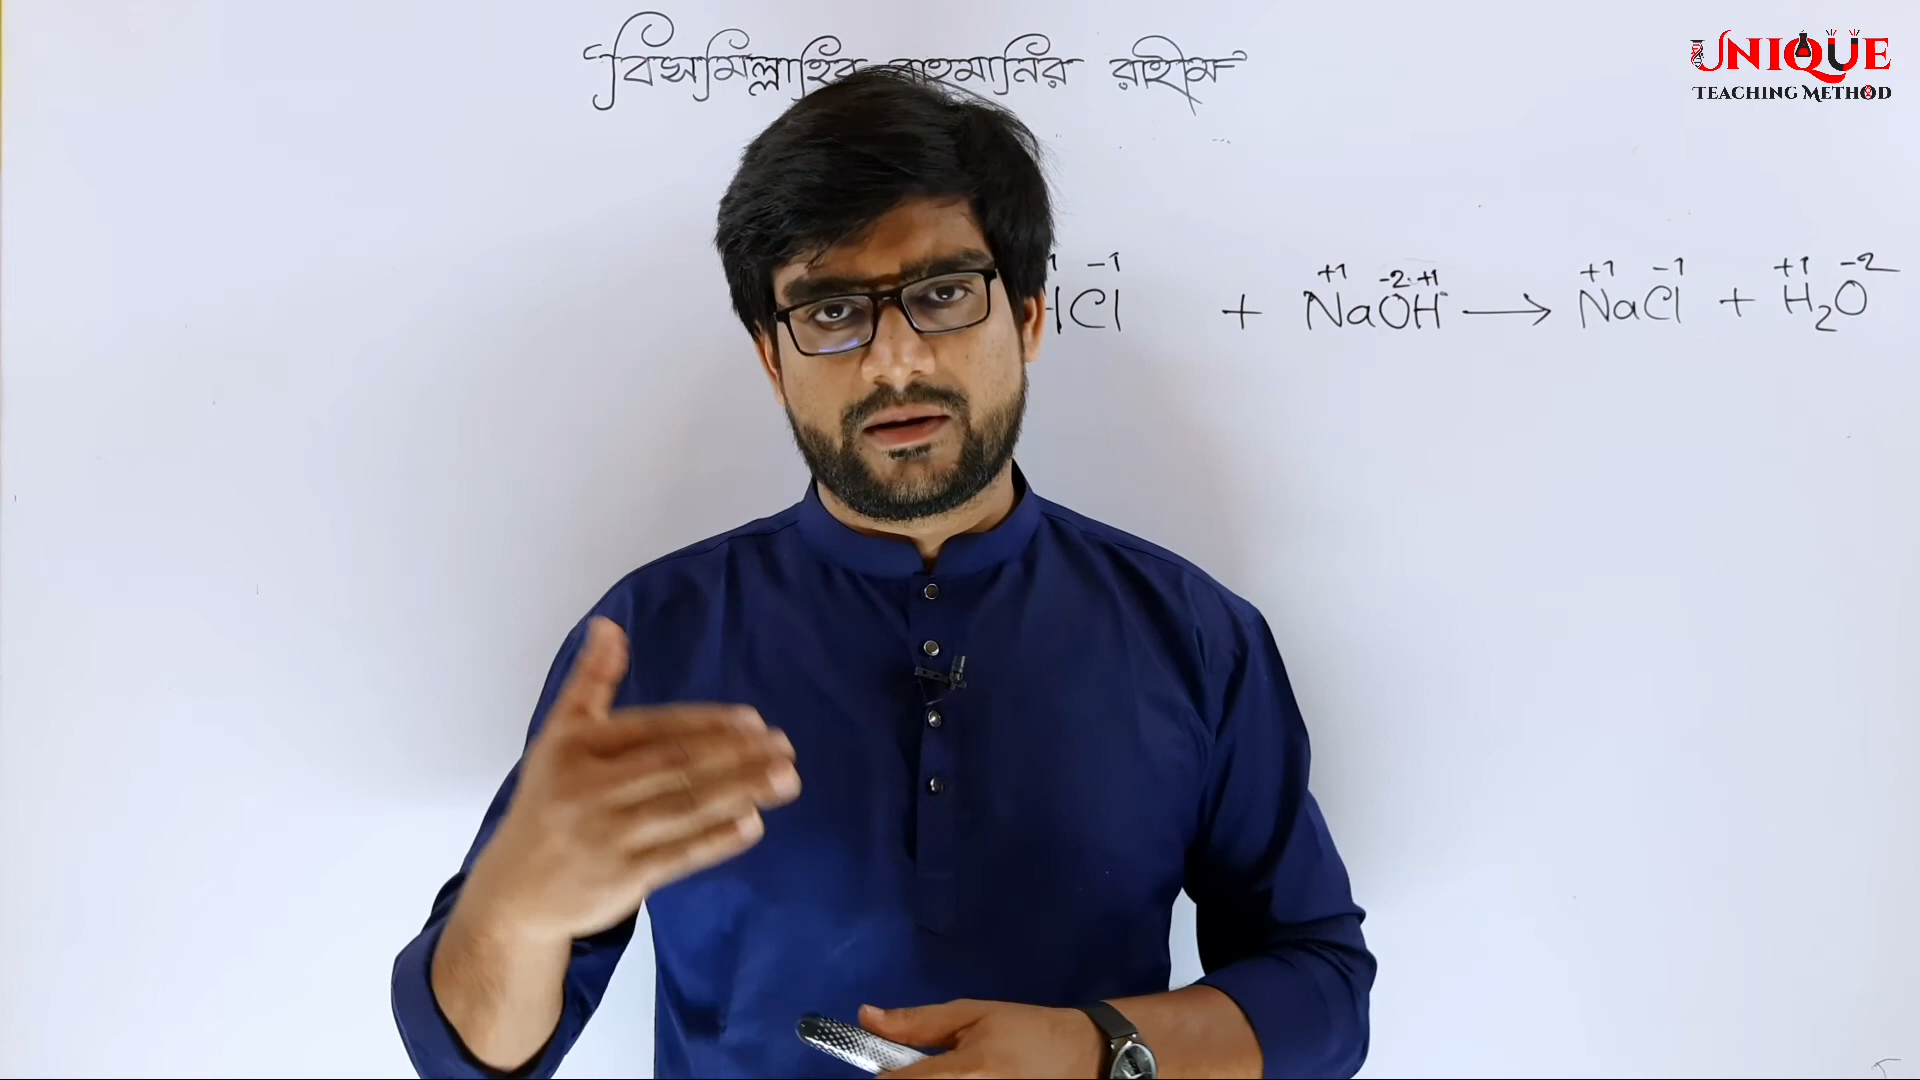 বিসমিল্লাহির রাহমানির রাহীম
UNIQUE
TEACHING METHOD
+1 -1 +1 -2 +1 +1 -1 +1 -2
HCl + NaOH → NaCl + H₂O